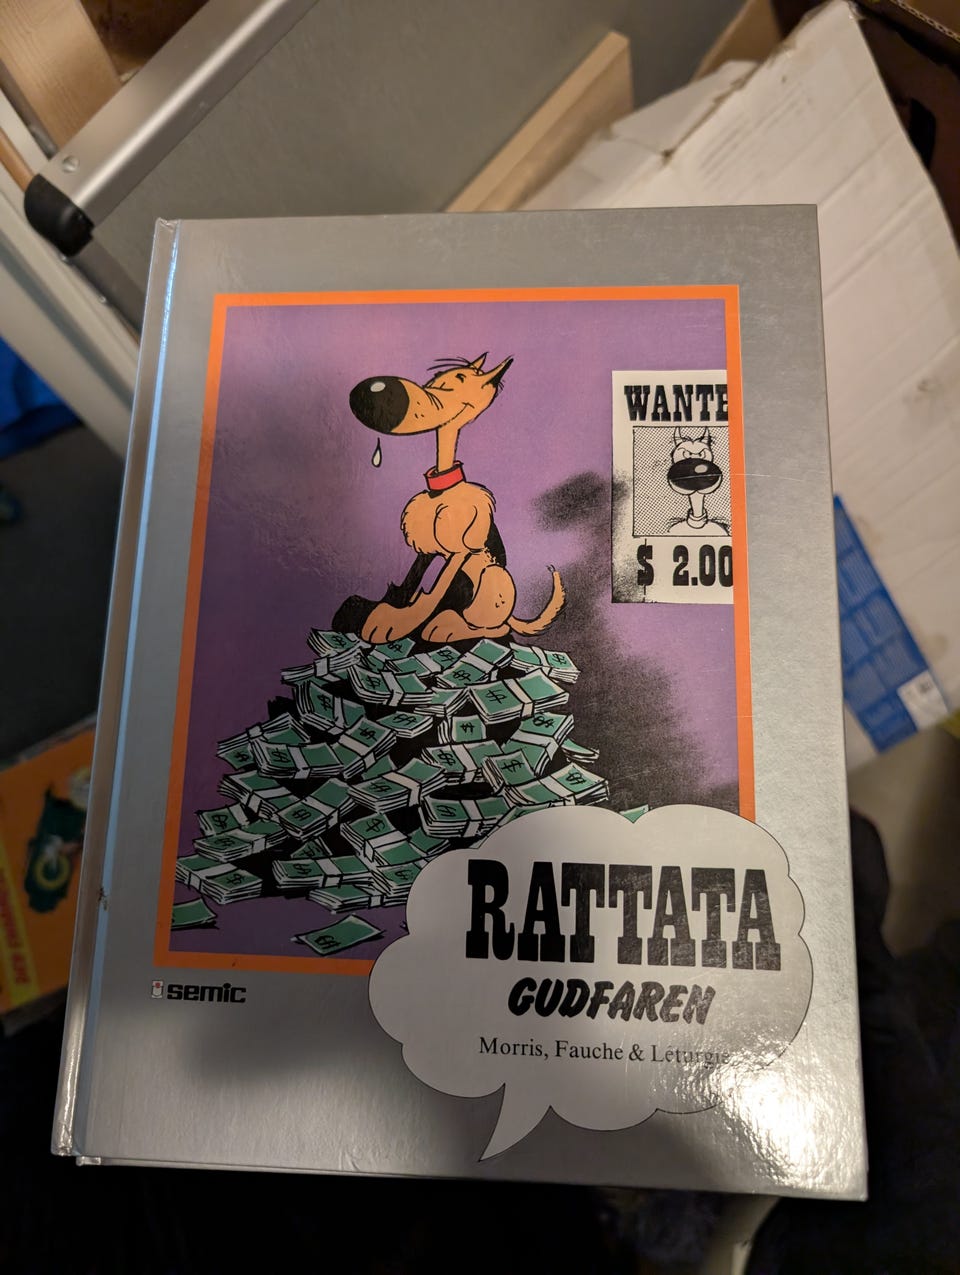 WANTE
$ 2.00
RATTATA
GUDFAREN
Morris, Fauche & Léturgie
semic